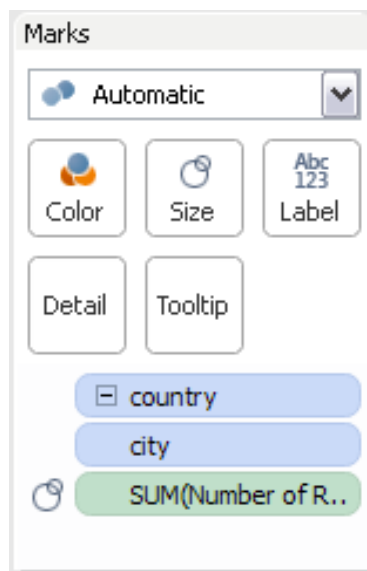 Marks
Automatic
Color Size Abc 123 Label
Detail Tooltip
country
city
SUM(Number of R..